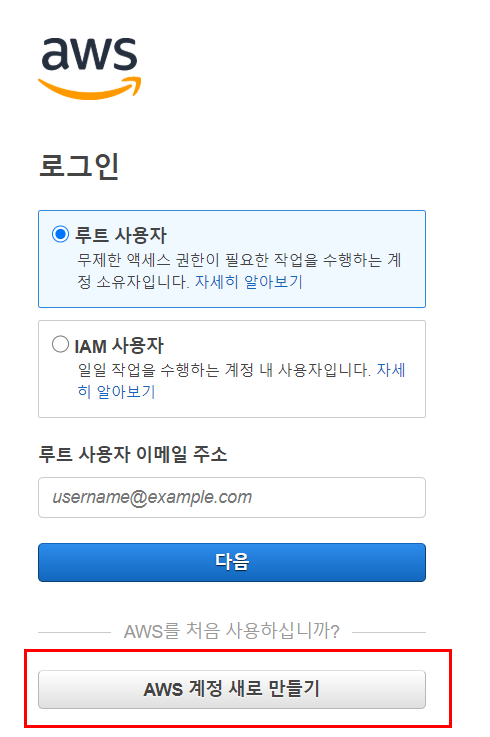 aws
로그인
루트 사용자
무제한 액세스 권한이 필요한 작업을 수행하는 계
정 소유자입니다. 자세히 알아보기
IAM 사용자
일일 작업을 수행하는 계정 내 사용자입니다. 자세
히 알아보기
루트 사용자 이메일 주소
username@example.com
다음
AWS를 처음 사용하십니까?
AWS 계정 새로 만들기